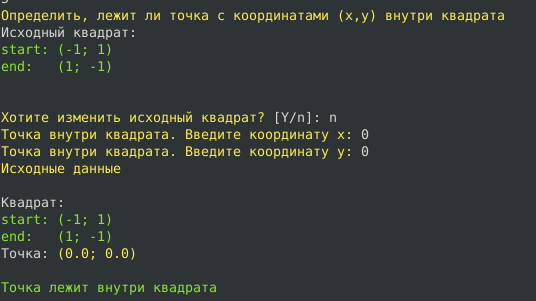 Определить, лежит ли точка с координатами (x,y) внутри квадрата
Исходный квадрат:
start: (-1; 1)
end:   (1; -1)
Хотите изменить исходный квадрат? [Y/n]: n
Точка внутри квадрата. Введите координату x: 0
Точка внутри квадрата. Введите координату y: 0
Исходные данные
Квадрат:
start: (-1; 1)
end:   (1; -1)
Точка: (0.0; 0.0)
Точка лежит внутри квадрата